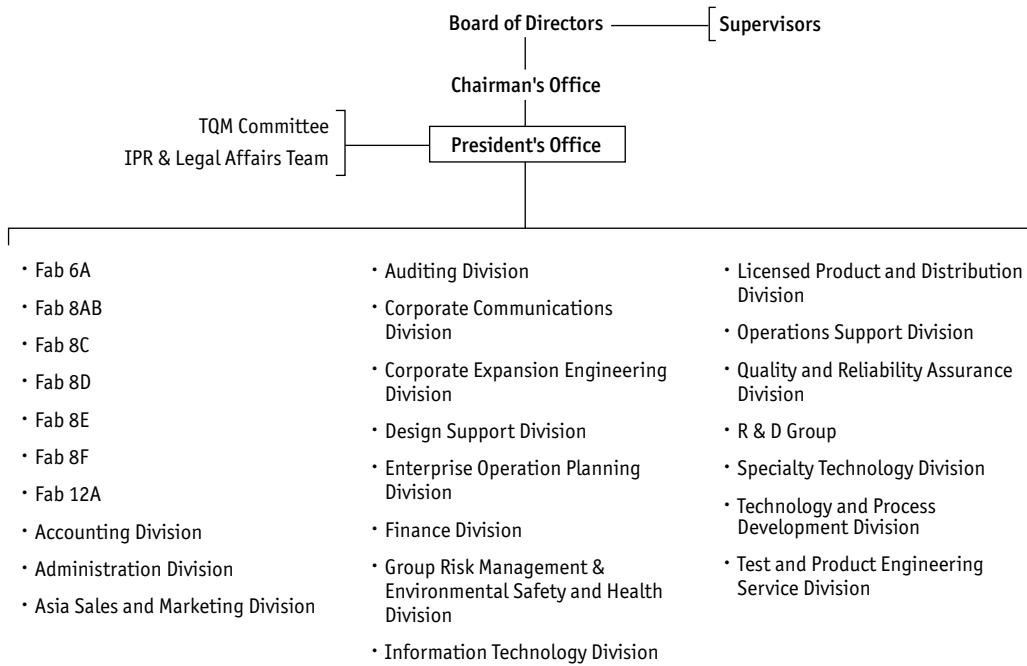 Board of Directors
Supervisors
Chairman's Office
TQM Committee
IPR & Legal Affairs Team
President's Office
· Fab 6A
· Fab 8AB
· Fab 8C
· Fab 8D
· Fab 8E
· Fab 8F
· Fab 12A
· Accounting Division
· Administration Division
· Asia Sales and Marketing Division
· Auditing Division
· Corporate Communications
Division
· Corporate Expansion Engineering
Division
· Design Support Division
· Enterprise Operation Planning
Division
· Finance Division
· Group Risk Management &
Environmental Safety and Health
Division
· Information Technology Division
· Licensed Product and Distribution
Division
· Operations Support Division
· Quality and Reliability Assurance
Division
· R & D Group
· Specialty Technology Division
· Technology and Process
Development Division
· Test and Product Engineering
Service Division